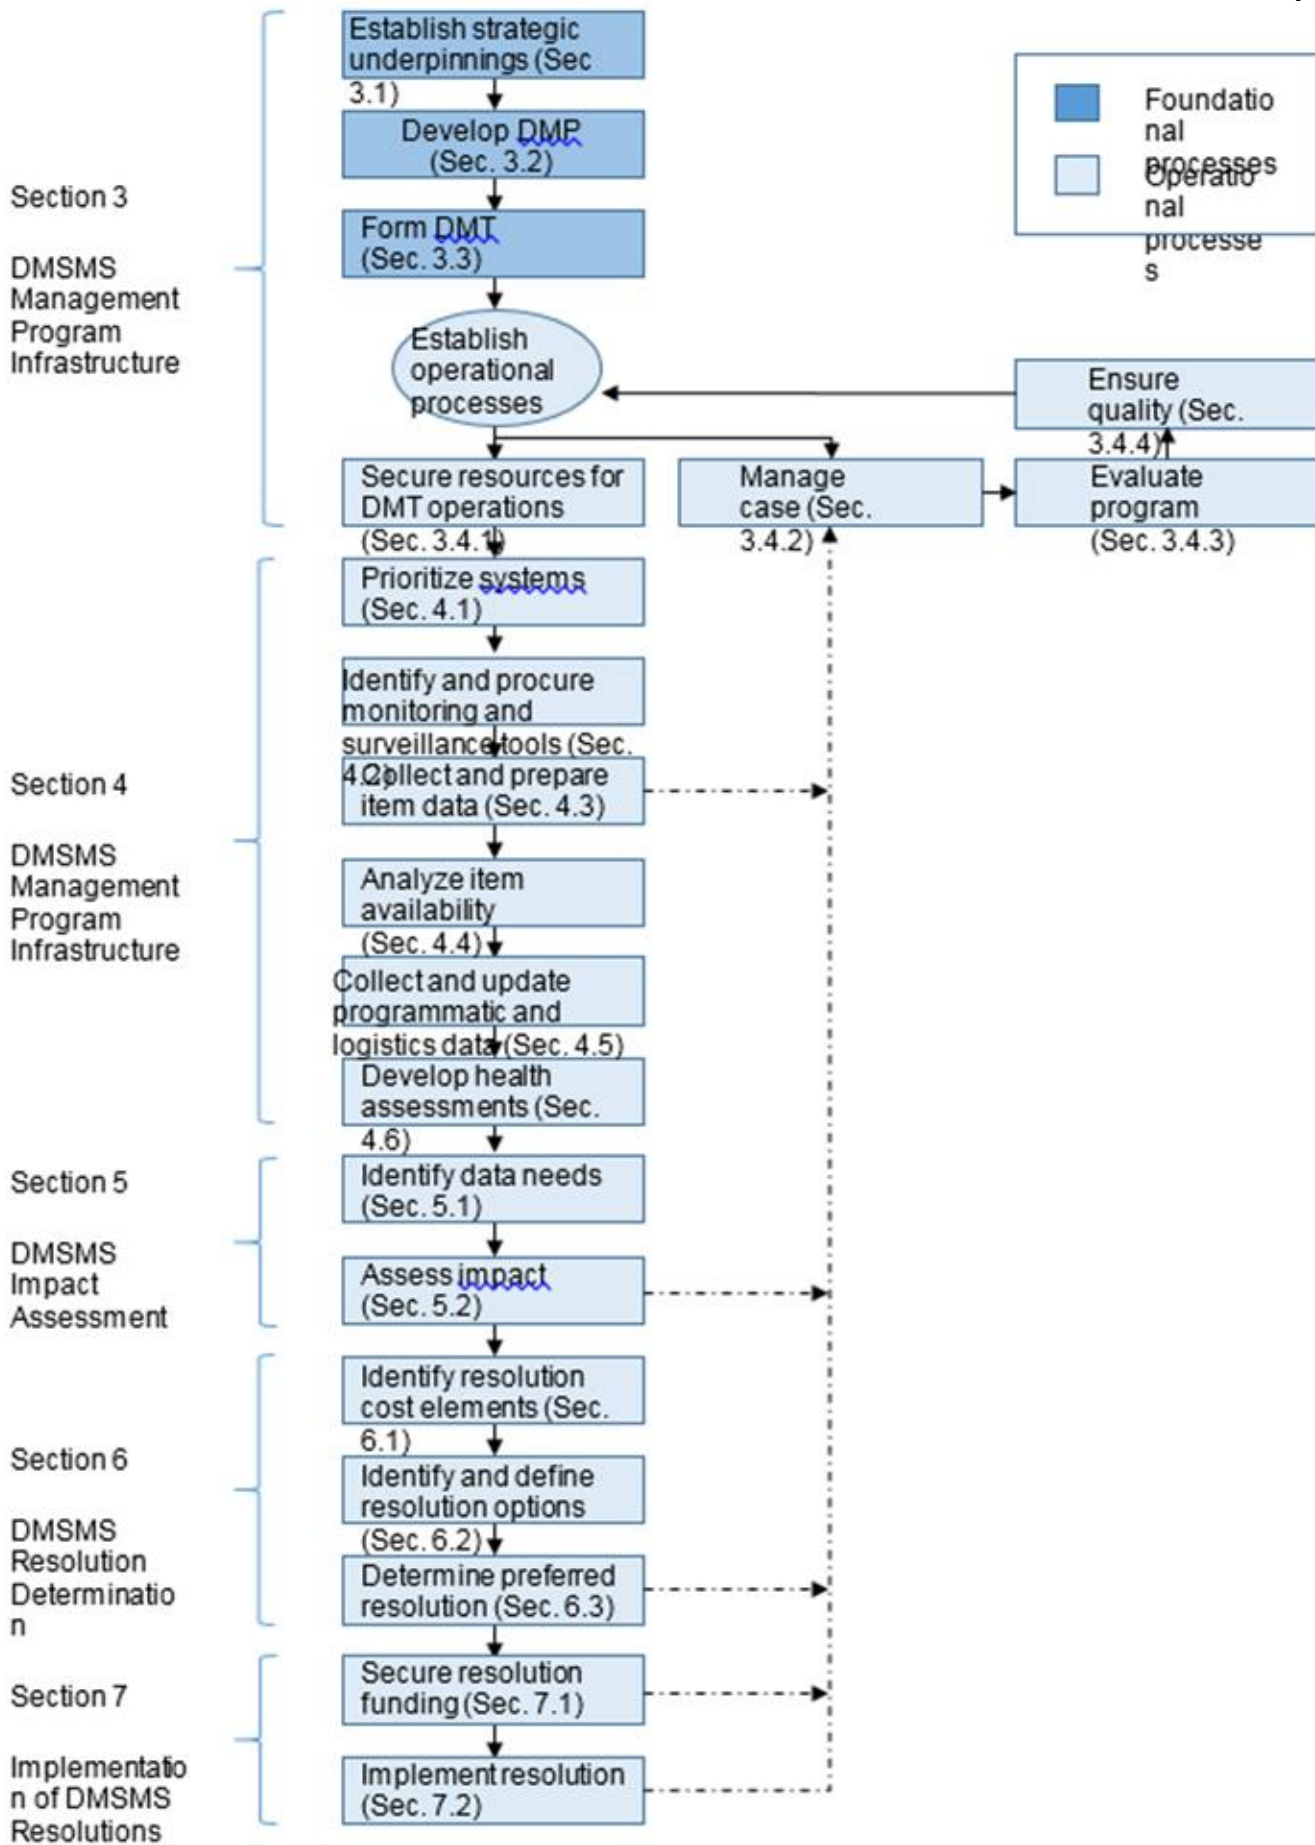 Establish strategic
underpinnings (Sec
3.1)
Develop DMP
(Sec. 3.2)
Form DMT
(Sec. 3.3)
Establish
operational
processes
Secure resources for
DMT operations
(Sec. 3.4.1)
Manage
case (Sec.
3.4.2)
Evaluate
program
(Sec. 3.4.3)
Ensure
quality (Sec.
3.4.4)
Foundatio
nal
processes
Operatio
nal
processe
s
Section 3
DMSMS
Management
Program
Infrastructure
Prioritize systems
(Sec. 4.1)
Identify and procure
monitoring and
surveillance tools (Sec.
4.2)
Collect and prepare
item data (Sec. 4.3)
Analyze item
availability
(Sec. 4.4)
Collect and update
programmatic and
logistics data (Sec. 4.5)
Develop health
assessments (Sec.
4.6)
Section 4
DMSMS
Management
Program
Infrastructure
Identify data needs
(Sec. 5.1)
Assess impact
(Sec. 5.2)
Section 5
DMSMS
Impact
Assessment
Identify resolution
cost elements (Sec.
6.1)
Identify and define
resolution options
(Sec. 6.2)
Determine preferred
resolution (Sec. 6.3)
Section 6
DMSMS
Resolution
Determinatio
n
Secure resolution
funding (Sec. 7.1)
Implement resolution
(Sec. 7.2)
Section 7
Implementatio
n of DMSMS
Resolutions